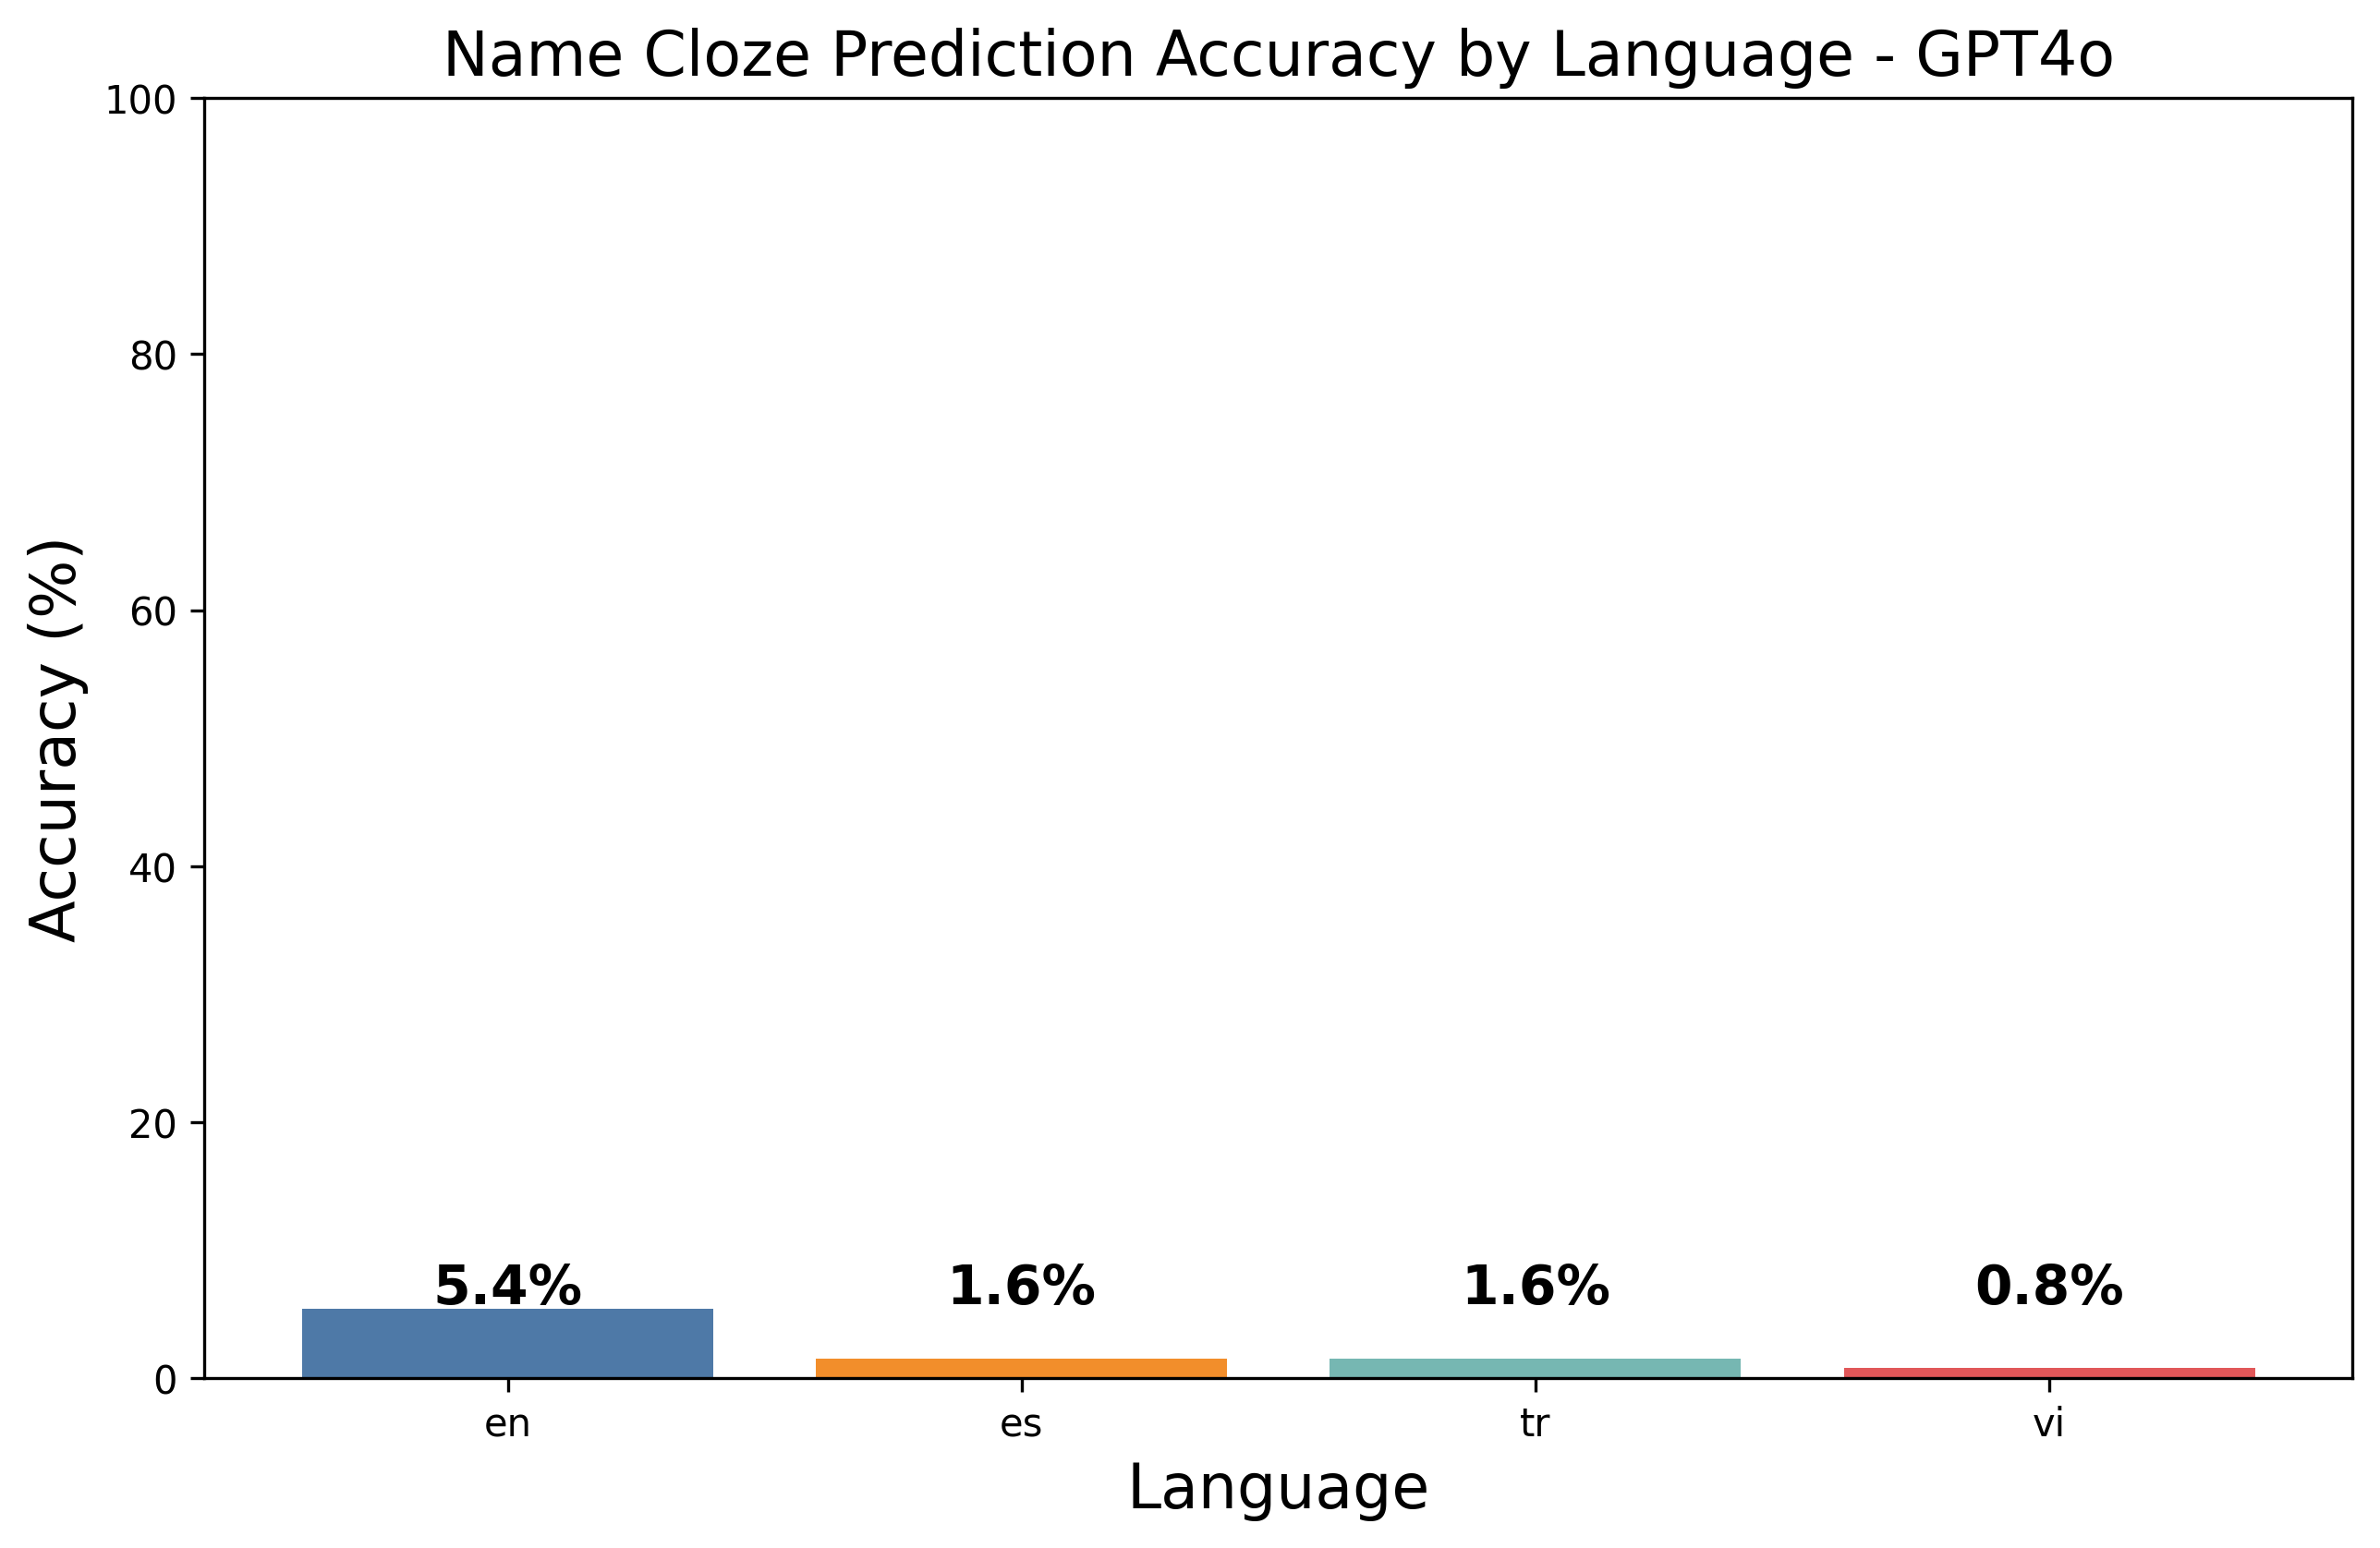 Name Cloze Prediction Accuracy by Language - GPT4o
Accuracy (%)
100
80
60
40
20
0
5.4%
1.6%
1.6%
0.8%
en
es
tr
vi
Language